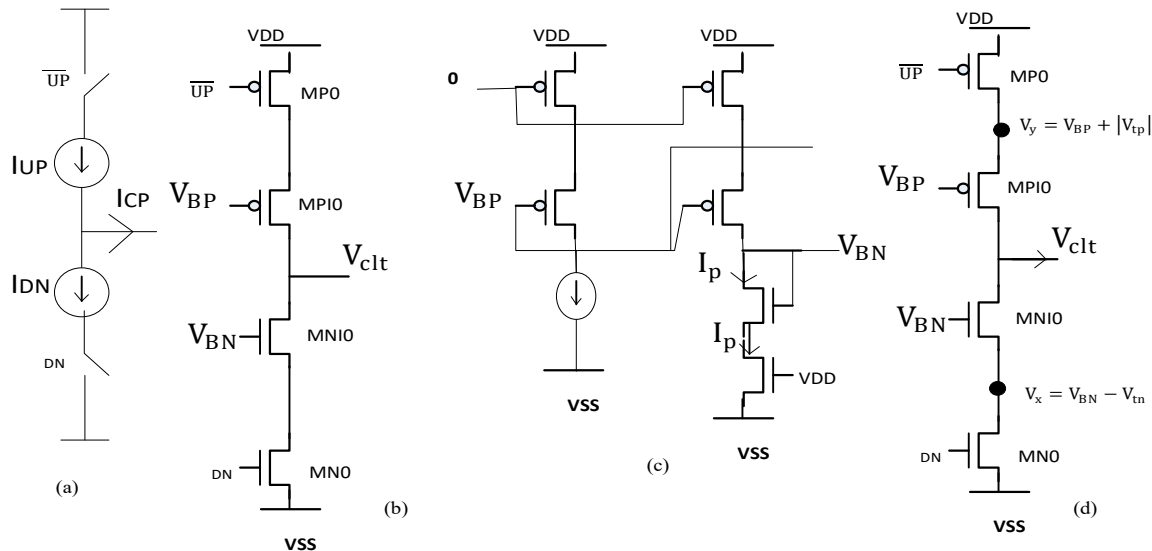 UP
IUP
ICP
IDN
DN
(a)
VDD
UP
MP0
VBP
MPI0
Vclt
VBN
MNI0
DN
MN0
VSS
(b)
VDD
VDD
0
VBP
VBN
Ip
Ip
VDD
VSS
VSS
(c)
VDD
UP
MP0
Vy = VBP + |Vtp|
VBP
MPI0
Vclt
VBN
MNI0
Vx = VBN − Vtn
DN
MN0
VSS
(d)